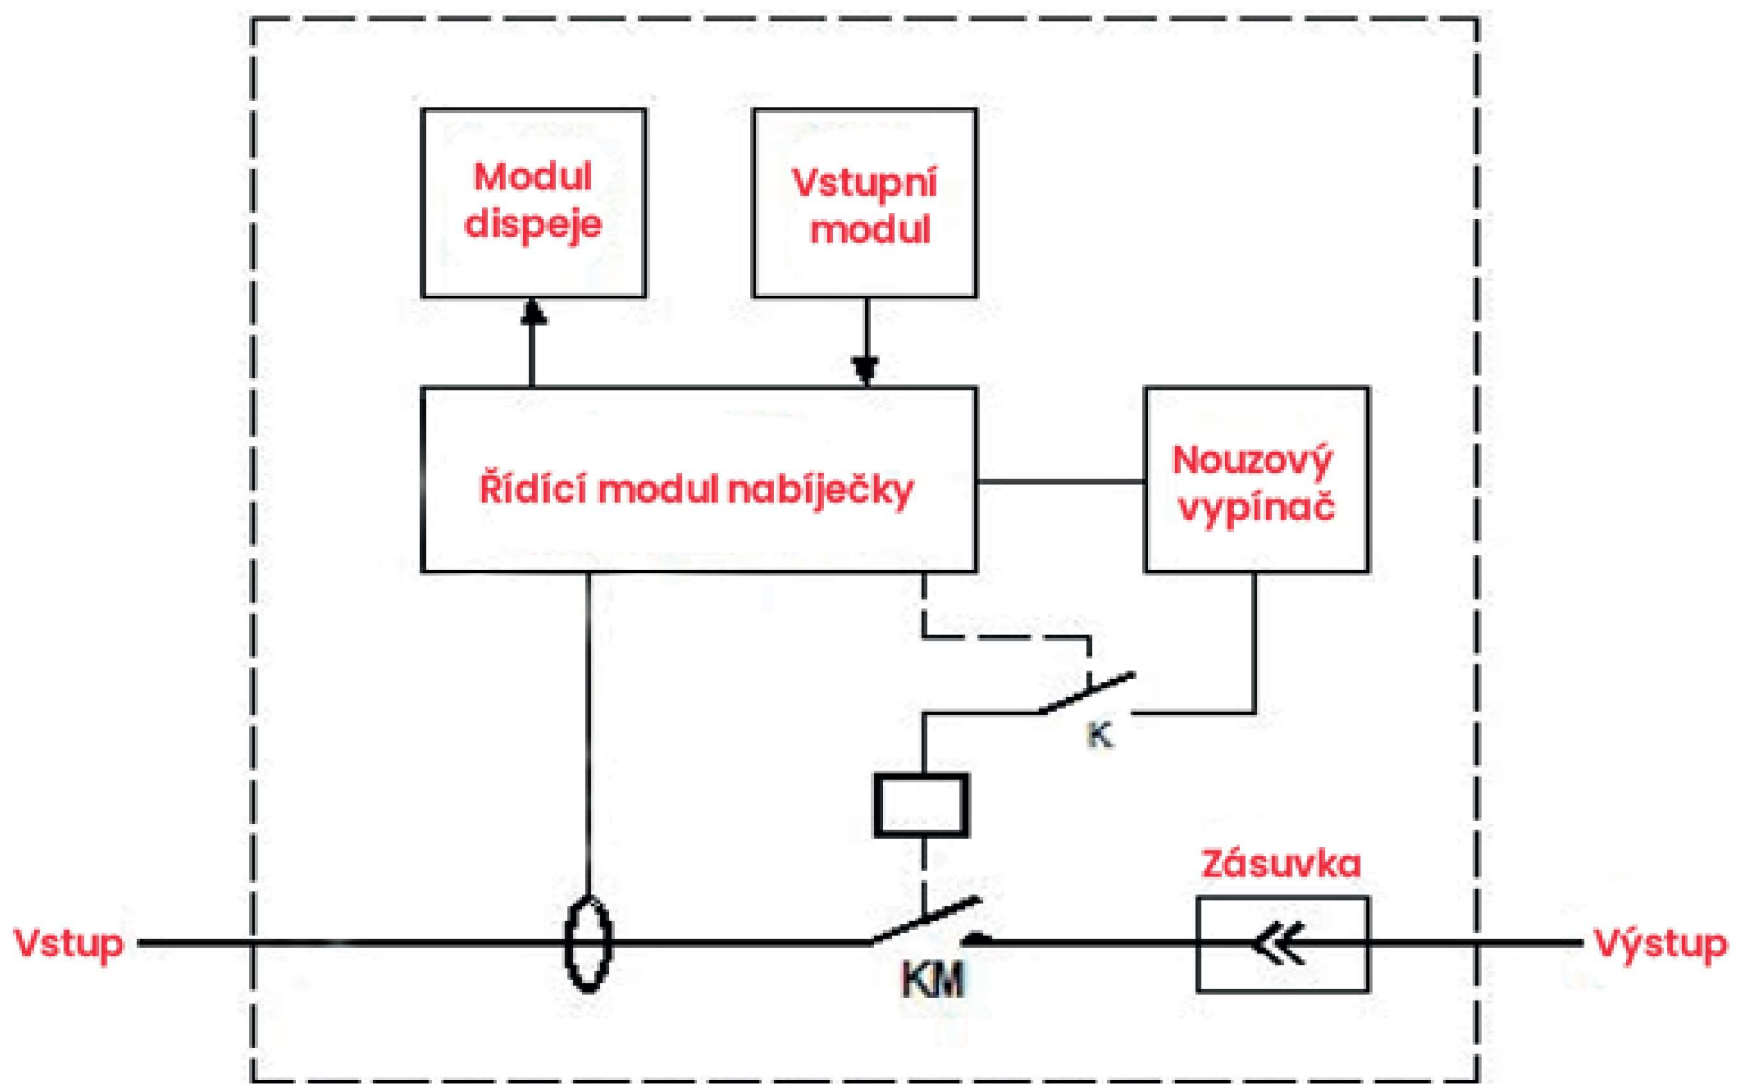 Modul
dispeje
Vstupní
modul
Řídící modul nabíječky
Nouzový
vypínač
K
Zásuvka
Vstup
KM
Výstup